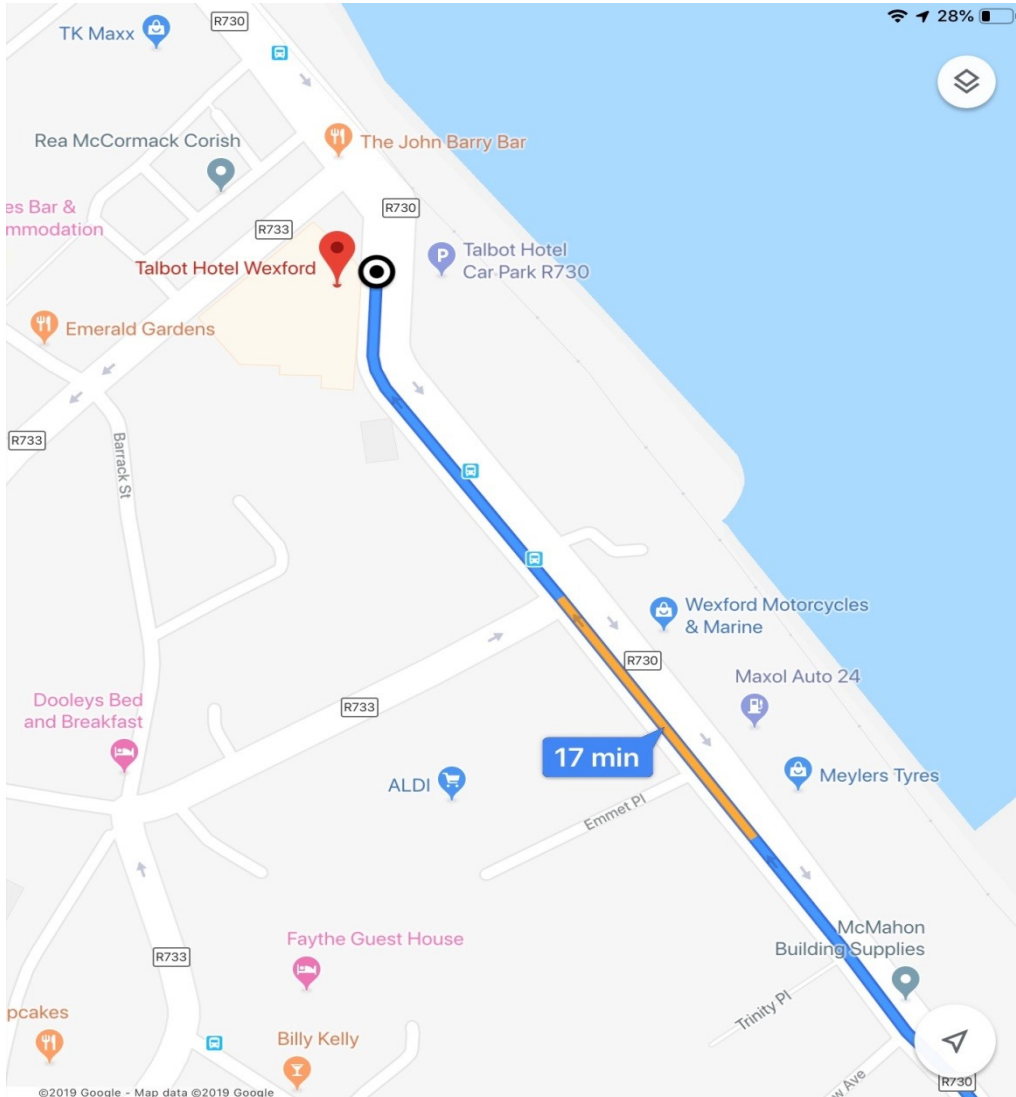 28%
R730
TK Maxx
Rea McCormack Corish
The John Barry Bar
es Bar &
mmodation
R730
R733
Talbot Hotel
Car Park R730
Talbot Hotel Wexford
Emerald Gardens
R733
Barrack St
Wexford Motorcycles
& Marine
R730
Maxol Auto 24
Dooleys Bed
and Breakfast
R733
17 min
Meylers Tyres
ALDI
Emmet Pl
McMahon
Building Supplies
Faythe Guest House
R733
Trinity Pl
pcakes
Billy Kelly
w Ave
R730
©2019 Google - Map data ©2019 Google